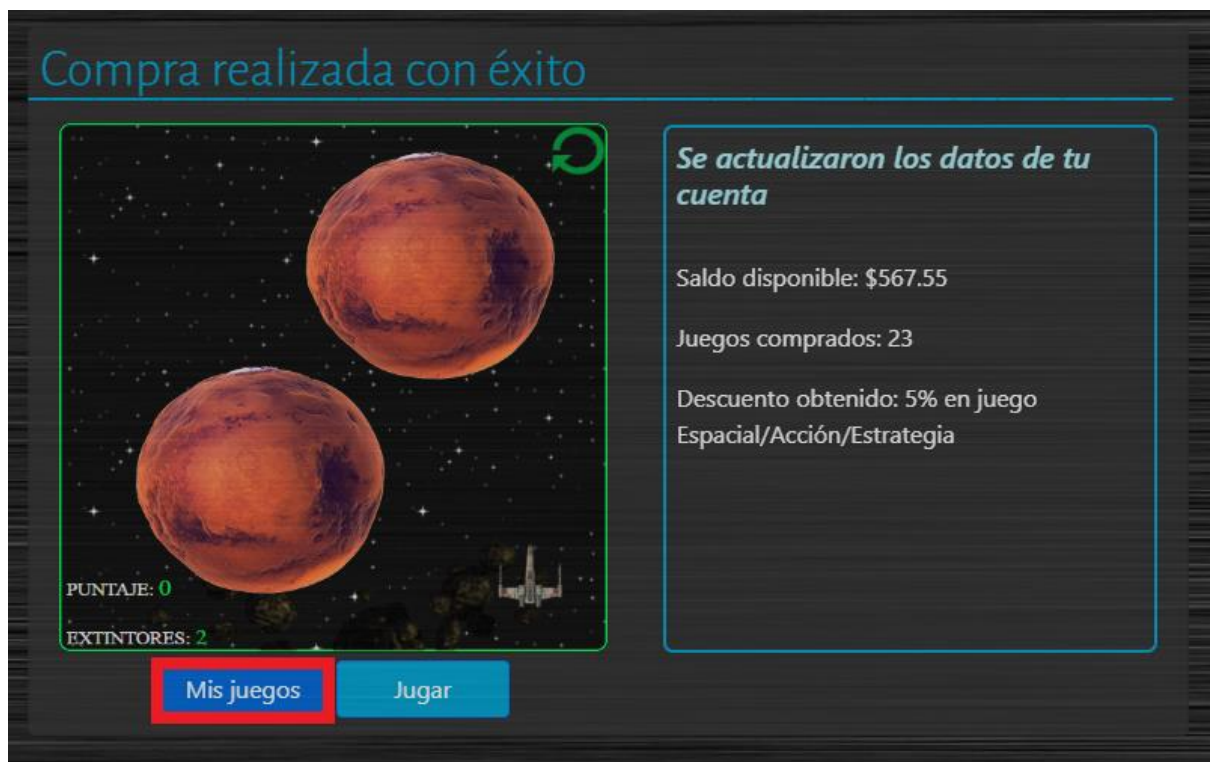 Compra realizada con éxito
PUNTAJE: 0
EXTINTORES: 2
Mis juegos
Jugar
Se actualizaron los datos de tu
cuenta
Saldo disponible: $567.55
Juegos comprados: 23
Descuento obtenido: 5% en juego
Espacial/Acción/Estrategia